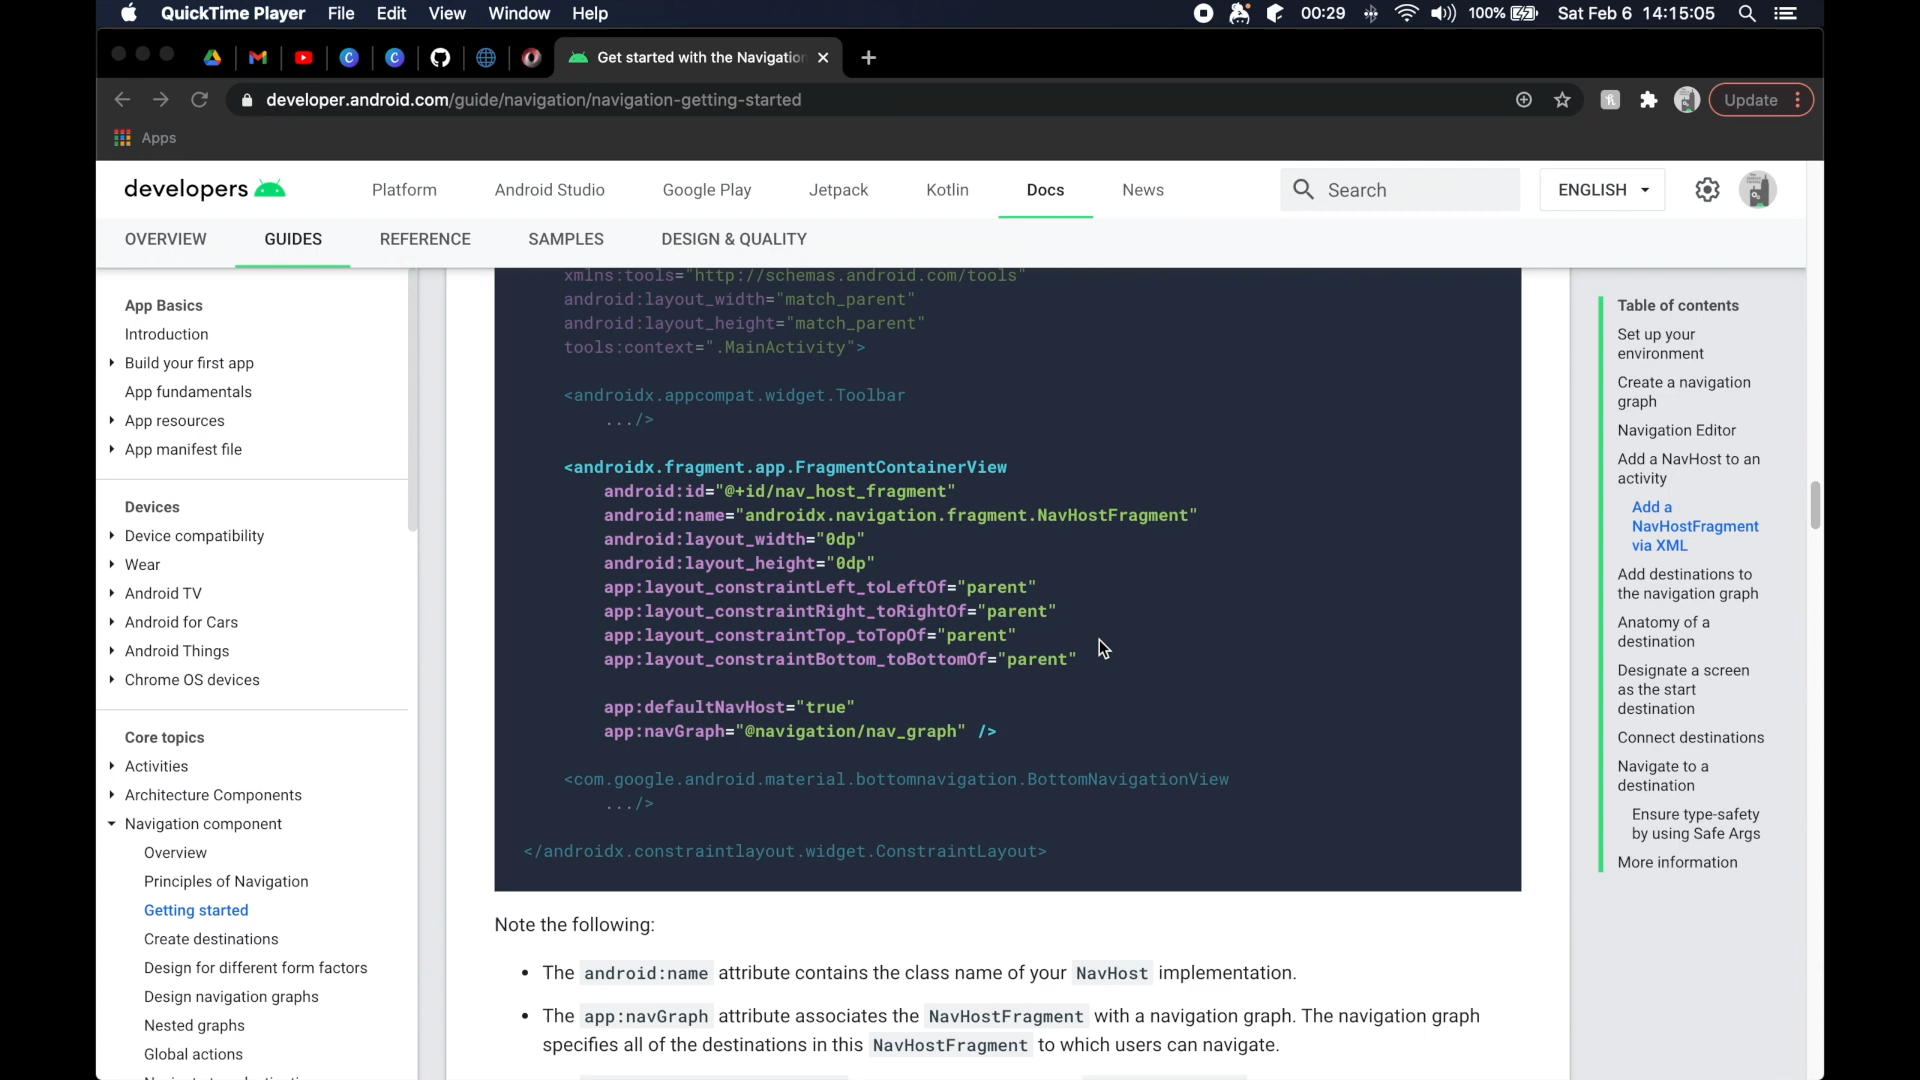 QuickTime Player File Edit View Window Help 00:29 100% Sat Feb 6 14:15:05
Get started with the Navigation
developer.android.com/guide/navigation/navigation-getting-started Update
Apps
developers Platform Android Studio Google Play Jetpack Kotlin Docs News Search ENGLISH
OVERVIEW GUIDES REFERENCE SAMPLES DESIGN & QUALITY
App Basics
Introduction
Build your first app
App fundamentals
App resources
App manifest file
Devices
Device compatibility
Wear
Android TV
Android for Cars
Android Things
Chrome OS devices
Core topics
Activities
Architecture Components
Navigation component
Overview
Principles of Navigation
Getting started
Create destinations
Design for different form factors
Design navigation graphs
Nested graphs
Global actions
xmlns:tools="http://schemas.android.com/tools"
android:layout_width="match_parent"
android:layout_height="match_parent"
tools:context=".MainActivity">
<androidx.appcompat.widget.Toolbar
.../>
<androidx.fragment.app.FragmentContainerView
android:id="@+id/nav_host_fragment"
android:name="androidx.navigation.fragment.NavHostFragment"
android:layout_width="0dp"
android:layout_height="0dp"
app:layout_constraintLeft_toLeftOf="parent"
app:layout_constraintRight_toRightOf="parent"
app:layout_constraintTop_toTopOf="parent"
app:layout_constraintBottom_toBottomOf="parent"
app:defaultNavHost="true"
app:navGraph="@navigation/nav_graph" />
<com.google.android.material.bottomnavigation.BottomNavigationView
.../>
</androidx.constraintlayout.widget.ConstraintLayout>
Note the following:
• The android:name attribute contains the class name of your NavHost implementation.
• The app:navGraph attribute associates the NavHostFragment with a navigation graph. The navigation graph
specifies all of the destinations in this NavHostFragment to which users can navigate.
Table of contents
Set up your
environment
Create a navigation
graph
Navigation Editor
Add a NavHost to an
activity
Add a
NavHostFragment
via XML
Add destinations to
the navigation graph
Anatomy of a
destination
Designate a screen
as the start
destination
Connect destinations
Navigate to a
destination
Ensure type-safety
by using Safe Args
More information